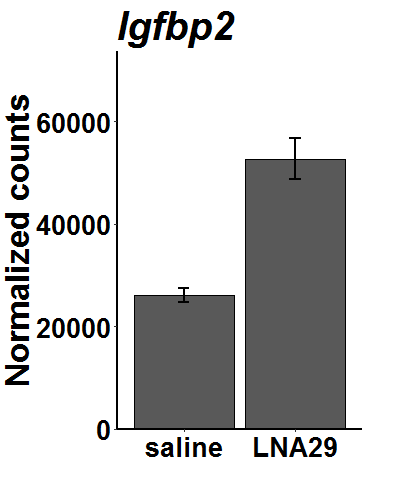 Igfbp2
Normalized counts
60000
40000
20000
0
saline LNA29